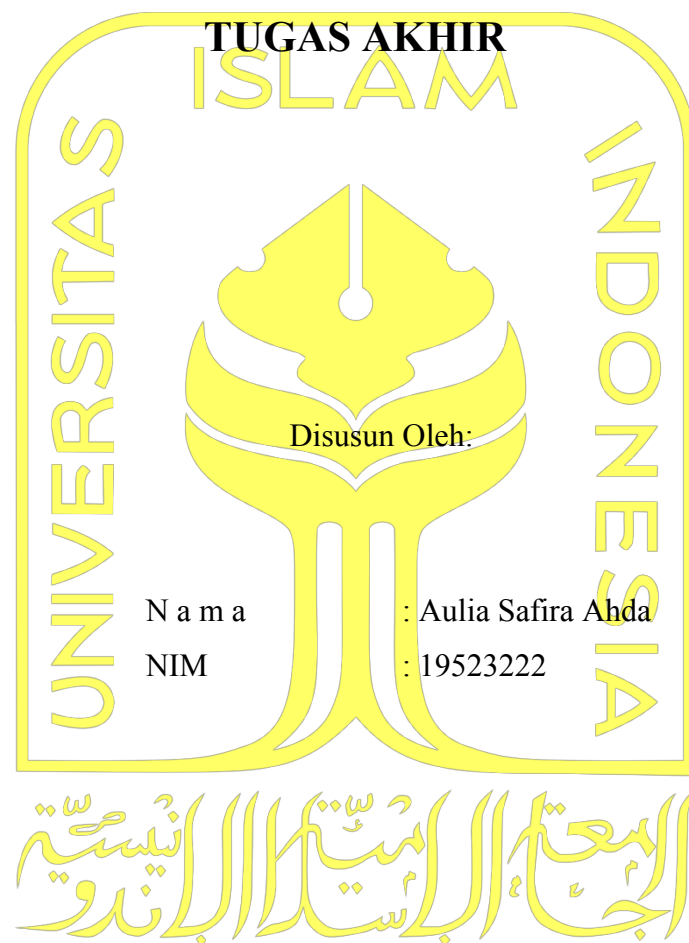 TUGAS AKHIR
ISLAM
UNIVERSITAS
INDONESIA
Disusun Oleh:
N a m a : Aulia Safira Ahda
NIM : 19523222
الجامعة الإسلامية الإندونيسية